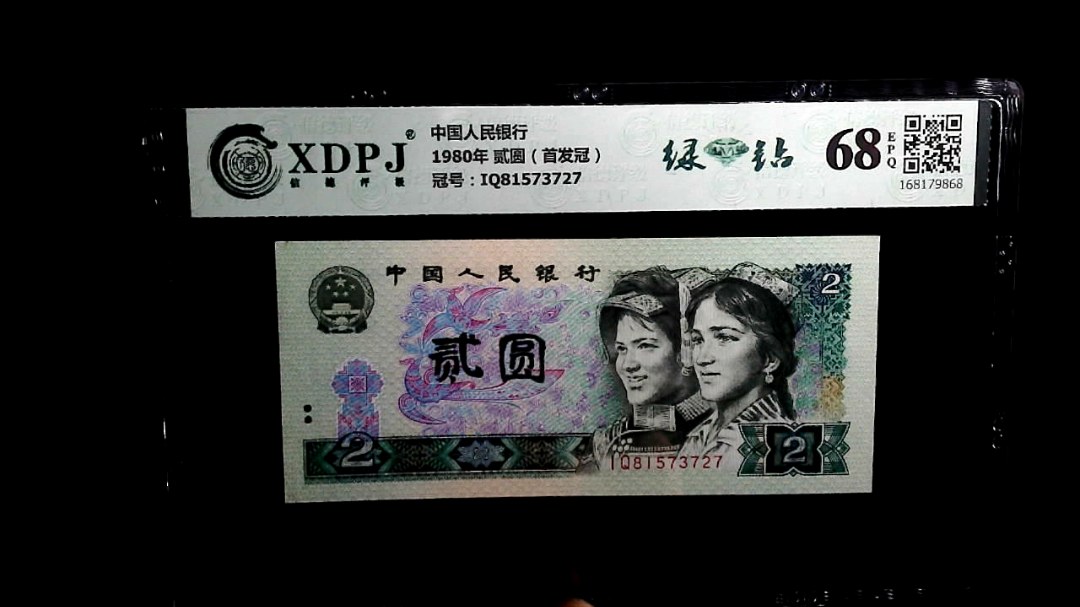 XDPJ®
信德评级
中国人民银行
1980年 贰圆（首发冠）
冠号：IQ81573727
绿钻
68
EPQ
168179868
中国人民银行
2
贰圆
2
IQ81573727
2